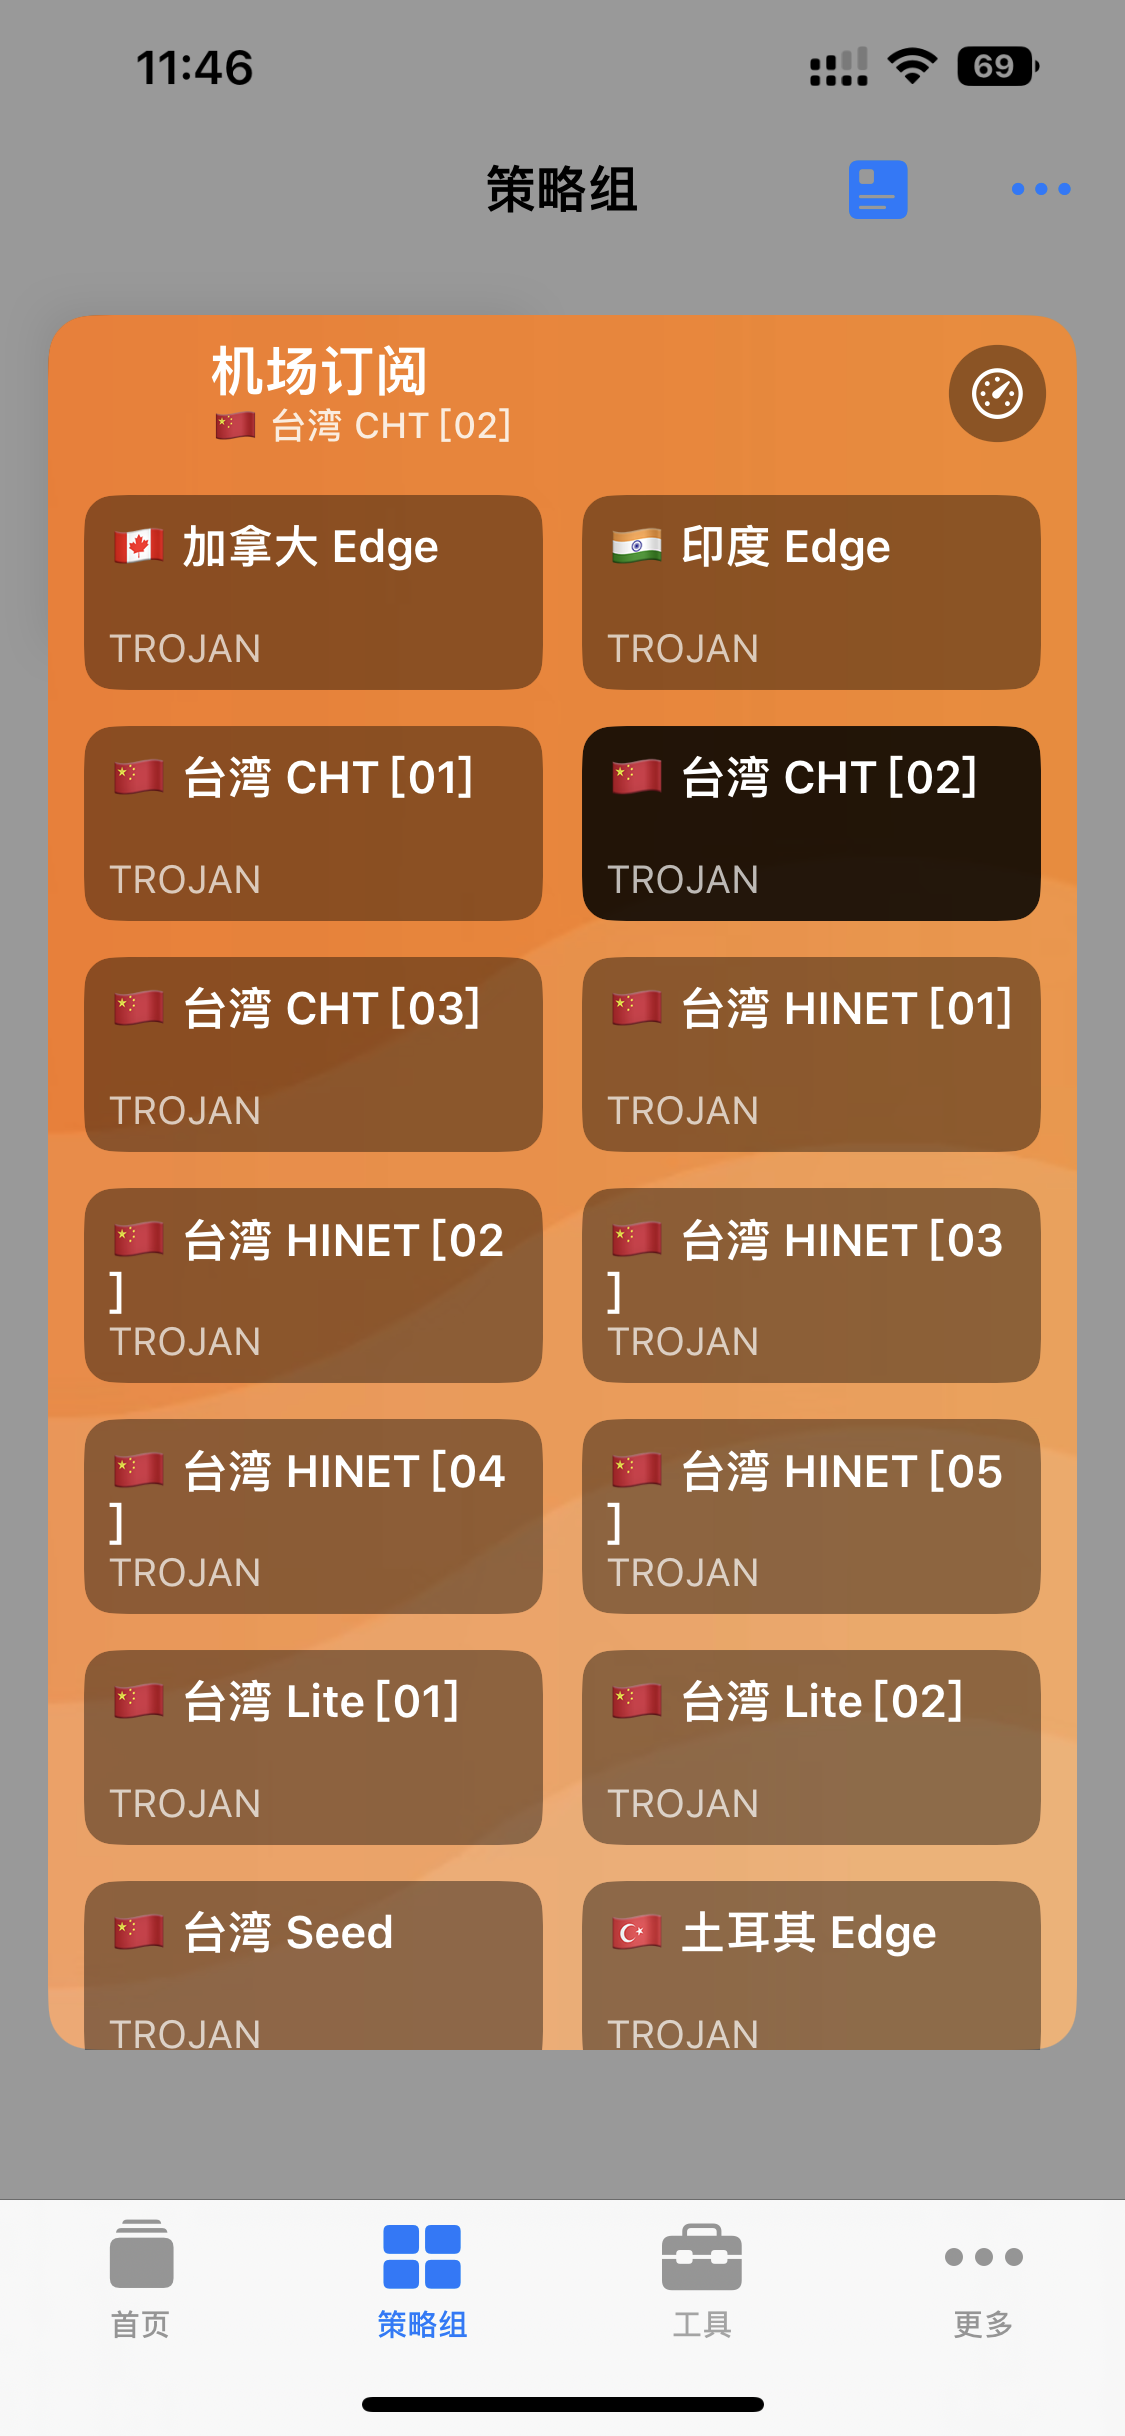 11:46
69
策略组
机场订阅
🇨🇳 台湾 CHT [02]
🇨🇦 加拿大 Edge
TROJAN
🇮🇳 印度 Edge
TROJAN
🇨🇳 台湾 CHT [01]
TROJAN
🇨🇳 台湾 CHT [02]
TROJAN
🇨🇳 台湾 CHT [03]
TROJAN
🇨🇳 台湾 HINET [01]
TROJAN
🇨🇳 台湾 HINET [02
]
TROJAN
🇨🇳 台湾 HINET [03
]
TROJAN
🇨🇳 台湾 HINET [04
]
TROJAN
🇨🇳 台湾 HINET [05
]
TROJAN
🇨🇳 台湾 Lite [01]
TROJAN
🇨🇳 台湾 Lite [02]
TROJAN
🇨🇳 台湾 Seed
TROJAN
🇹🇷 土耳其 Edge
TROJAN
首页
策略组
工具
更多